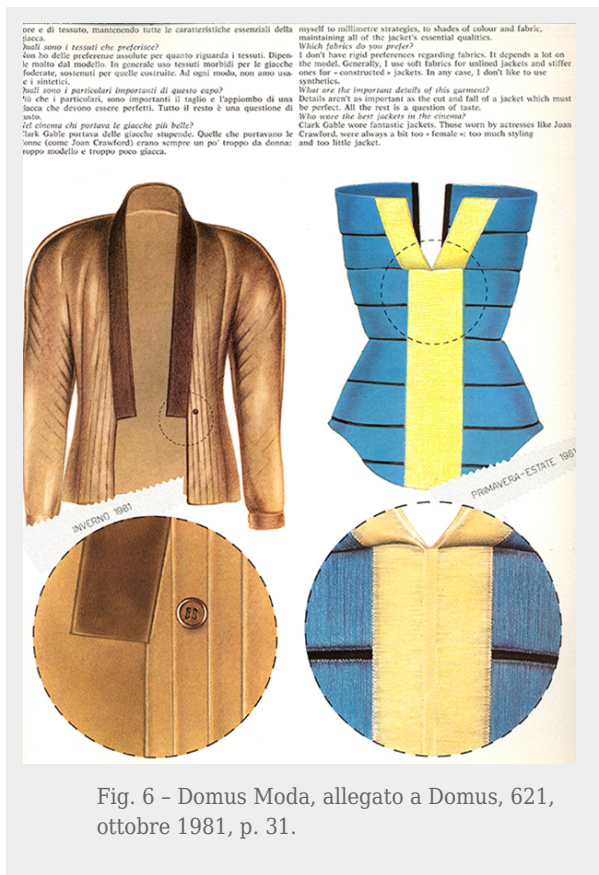 ore e di tessuto, mantenendo tutte le caratteristiche essenziali della
giacca.
Quali sono i tessuti che preferisce?
Non ho delle preferenze assolute per quanto riguarda i tessuti. Dipen-
de molto dal modello. In generale uso tessuti morbidi per le giacche
sfoderate, sostenuti per quelle costruite. Ad ogni modo, non amo usa-
re i sintetici.
Quali sono i particolari importanti di questo capo?
Più che i particolari, sono importanti il taglio e l'appiombo di una
giacca che devono essere perfetti. Tutto il resto è una questione di
gusto.
Nel cinema chi portava le giacche più belle?
Clark Gable portava delle giacche stupende. Quelle che portavano le
donne (come Joan Crawford) erano sempre un po' troppo da donna:
troppo modello e troppo poco giacca.
myself to millimetre strategies, to shades of colour and fabric,
maintaining all of the jacket's essential qualities.
Which fabrics do you prefer?
I don't have rigid preferences regarding fabrics. It depends a lot on
the model. Generally, I use soft fabrics for unlined jackets and stiffer
ones for « constructed » jackets. In any case, I don't like to use
synthetics.
What are the important details of this garment?
Details aren't as important as the cut and fall of a jacket which must
be perfect. All the rest is a question of taste.
Who wore the best jackets in the cinema?
Clark Gable wore fantastic jackets. Those worn by actresses like Joan
Crawford, were always a bit too « female »: too much styling
and too little jacket.
INVERNO 1981
PRIMAVERA-ESTATE 1981
Fig. 6 – Domus Moda, allegato a Domus, 621,
ottobre 1981, p. 31.